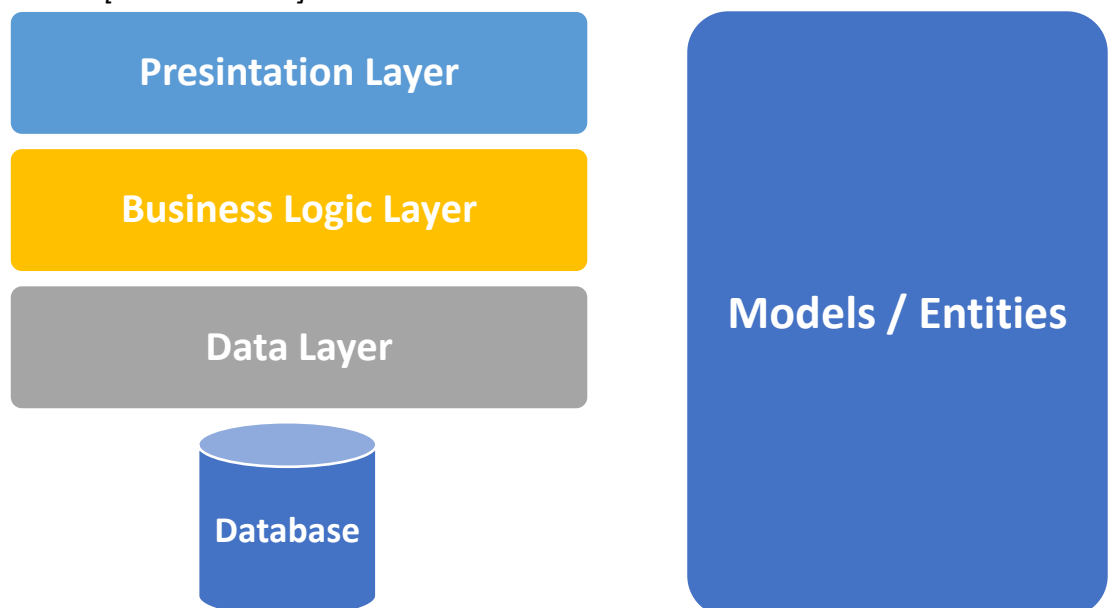 Presintation Layer
Business Logic Layer
Data Layer
Database
Models / Entities